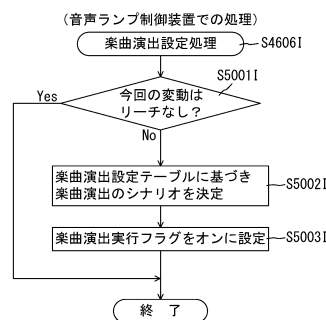 （音声ランプ制御装置での処理）
楽曲演出設定処理
S4606I
S5001I
今回の変動は
リーチなし？
Yes
No
楽曲演出設定テーブルに基づき
楽曲演出のシナリオを決定
S5002I
楽曲演出実行フラグをオンに設定
S5003I
終　了